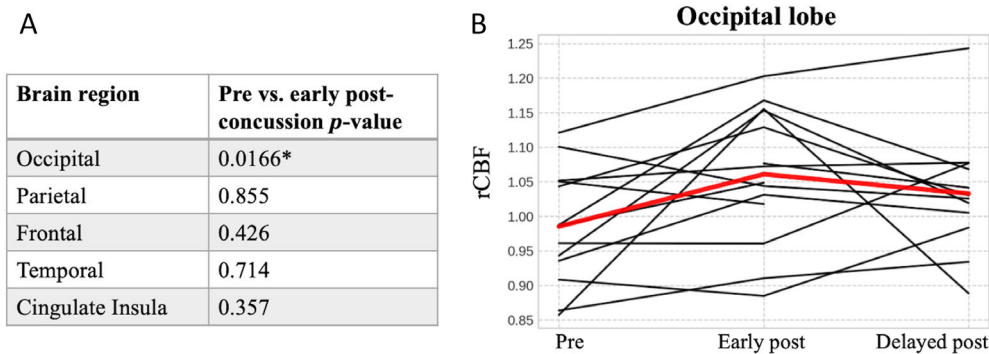 A
Brain region Pre vs. early post-
concussion p-value
Occipital 0.0166*
Parietal 0.855
Frontal 0.426
Temporal 0.714
Cingulate Insula 0.357
B
Occipital lobe
rCBF
1.25
1.20
1.15
1.10
1.05
1.00
0.95
0.90
0.85
Pre Early post Delayed post